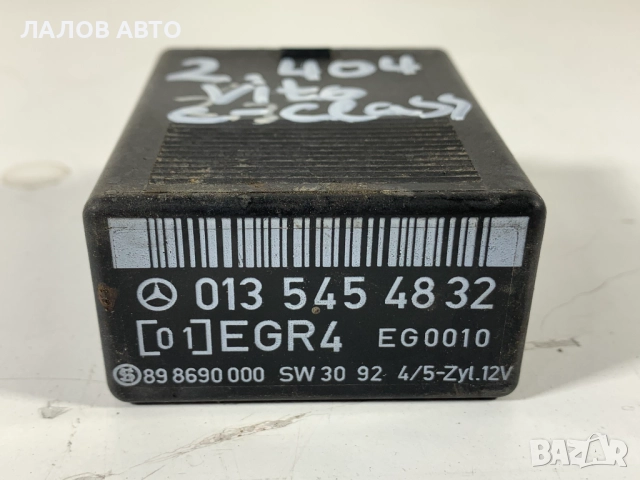 ЛАЛОВ АВТО
2. 404
Vito
C-Class
013 545 48 32
[01]EGR4 EG0010
89 8690 000 SW 30 92 4/5-Zyl.12V
BAZAR